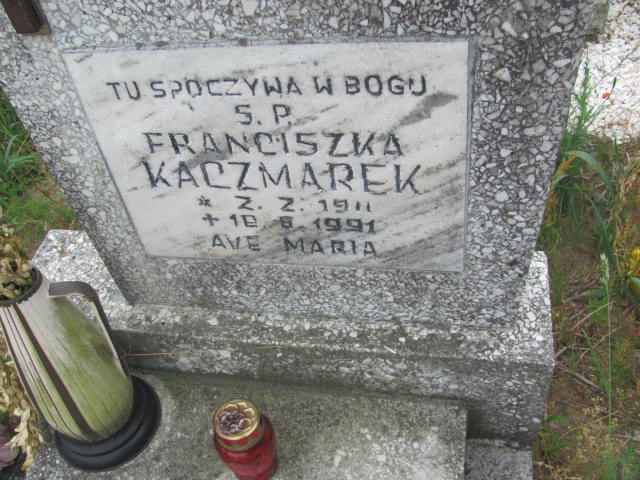 TU SPOCZYWA W BOGU
Ś. P.
FRANCISZKA
KACZMAREK
* 2. 2. 1911
+ 18. 8. 1991
AVE MARIA